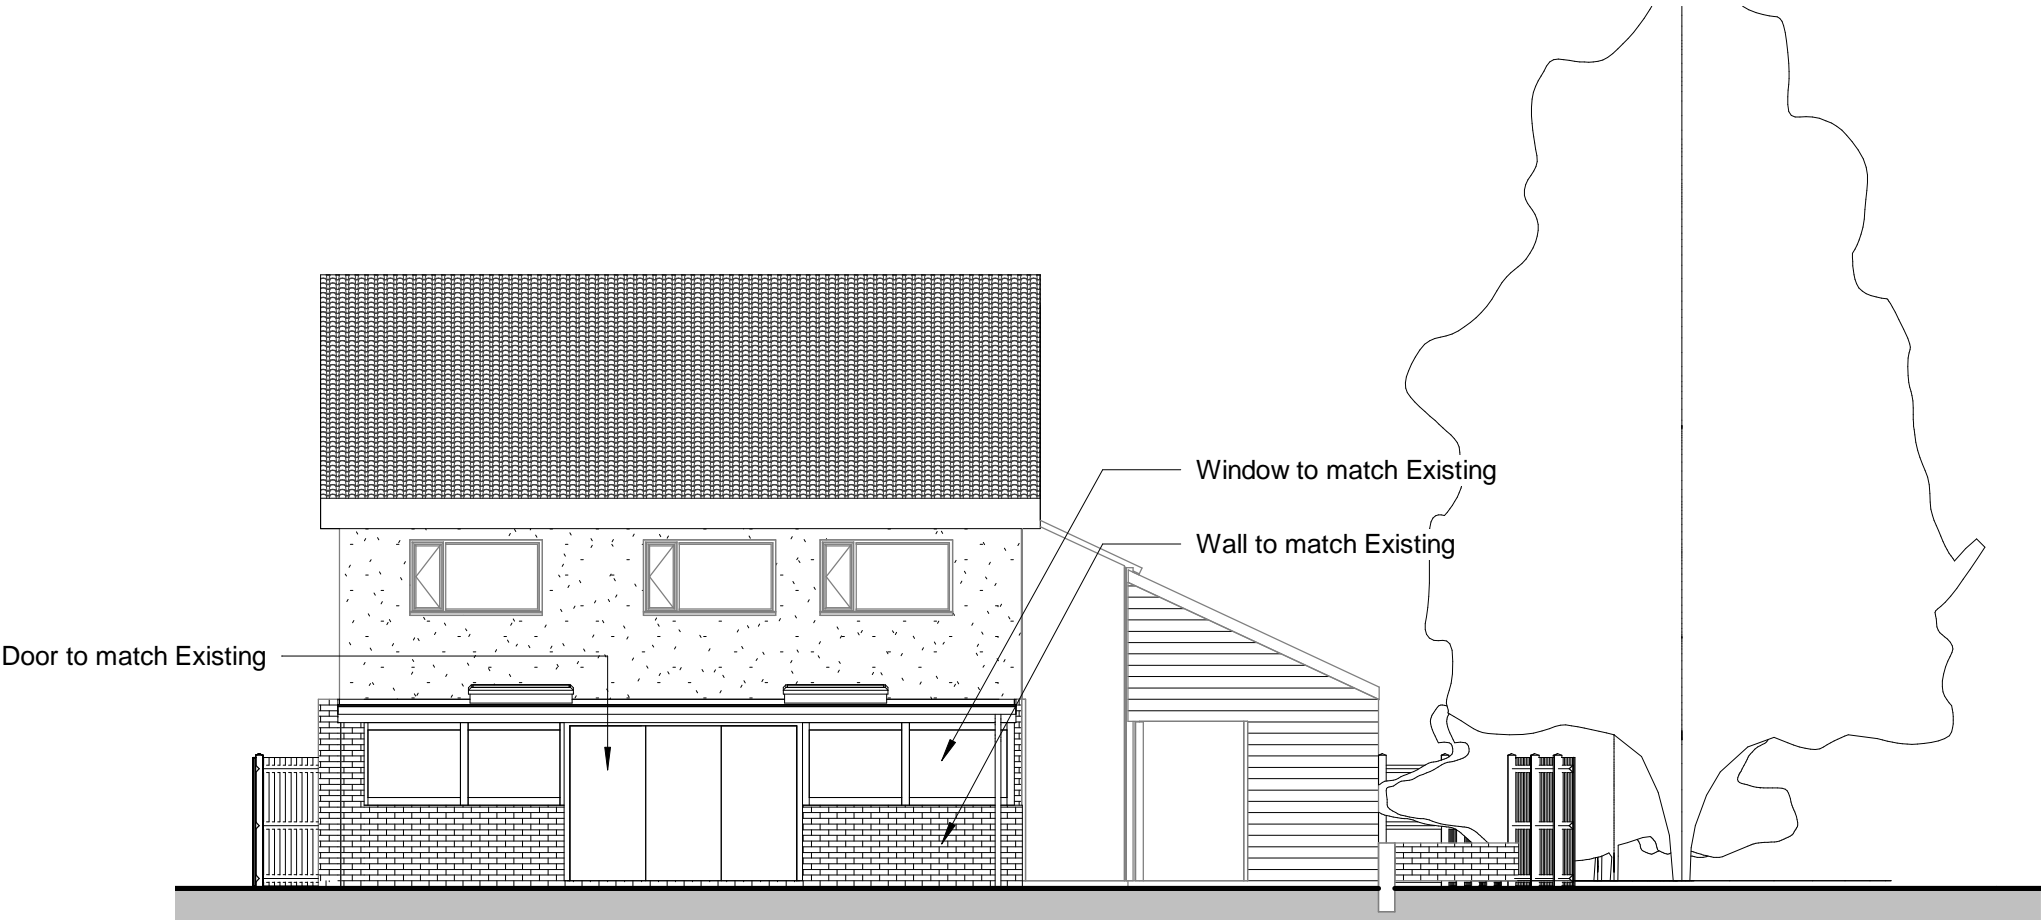 Window to match Existing
Wall to match Existing
Door to match Existing